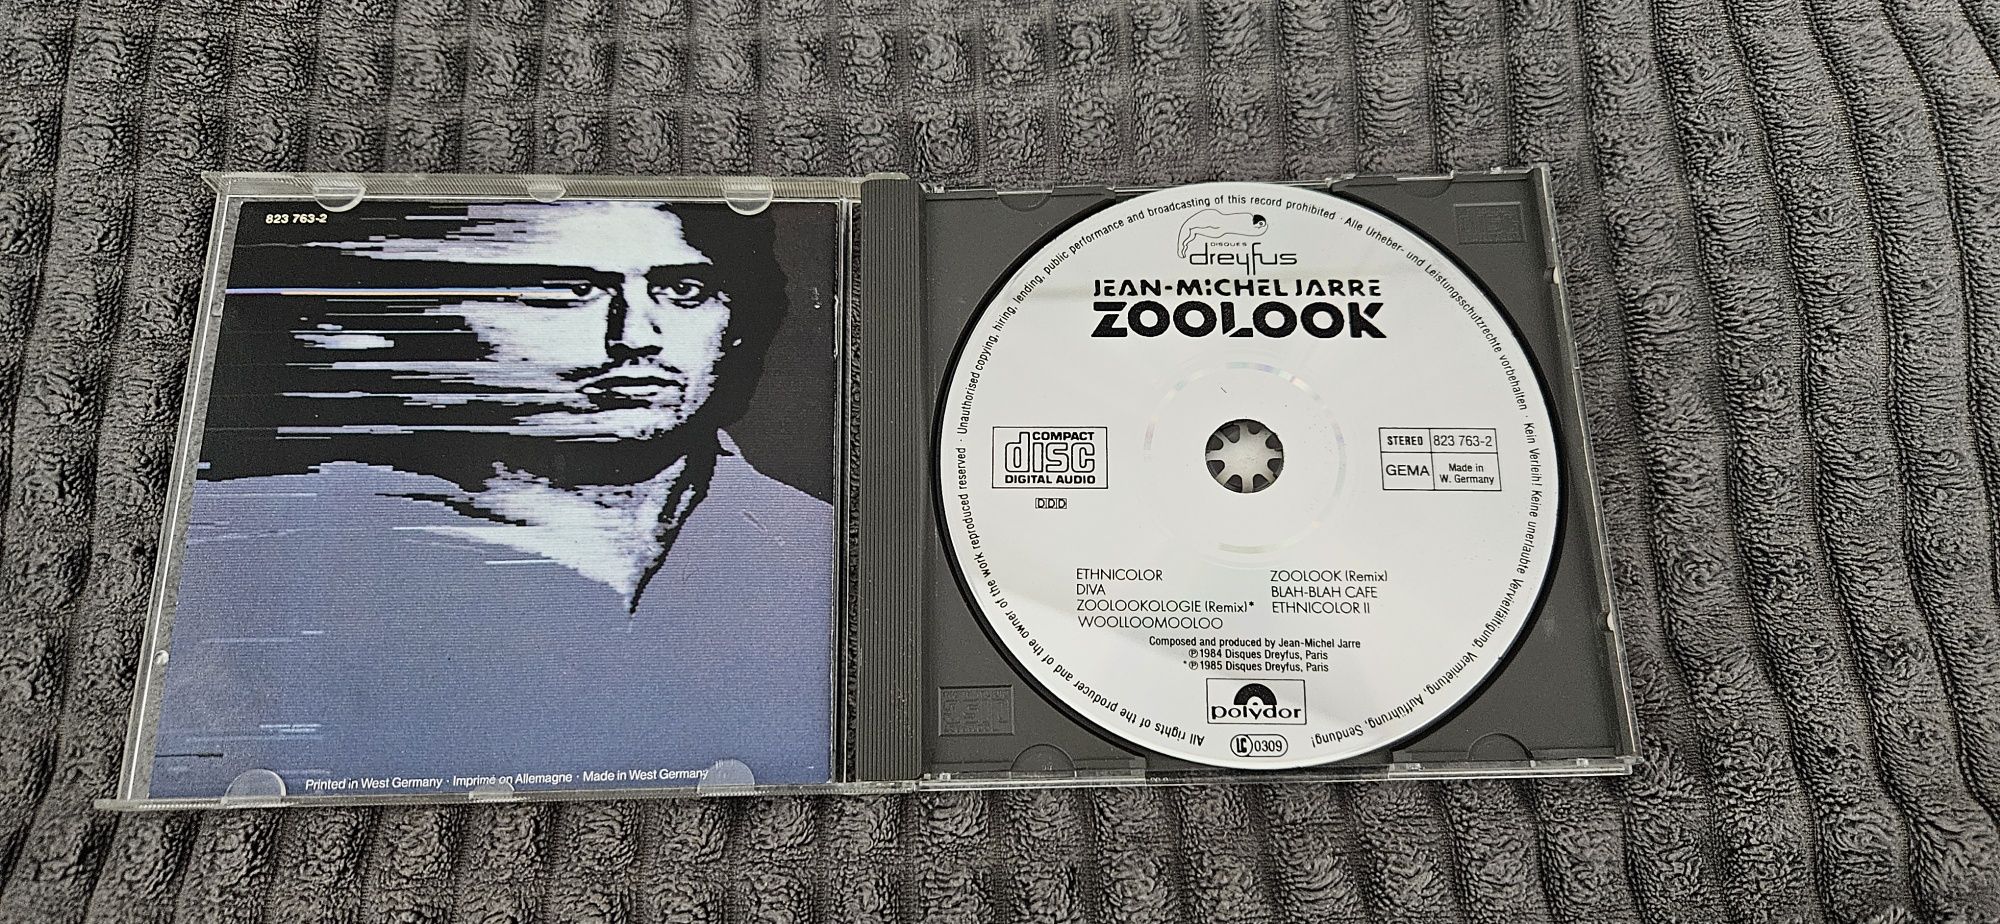 823 763-2
Printed in West Germany · Imprimé en Allemagne · Made in West Germany
All rights of the producer and of the owner of the work reproduced reserved · Unauthorised copying, hiring, lending, public performance and broadcasting of this record prohibited · Alle Urheber- und Leistungsschutzrechte vorbehalten · Kein Verleih! Keine unerlaubte Vervielfältigung, Vermietung, Aufführung, Sendung!
DISQUES
dreyfus
JEAN-MICHEL JARRE
ZOOLOOK
COMPACT
disc
DIGITAL AUDIO
DDD
STEREO 823 763-2
GEMA Made in
W. Germany
ETHNICOLOR
DIVA
ZOOLOOKOLOGIE (Remix)*
WOOLLOOMOOLOO
ZOOLOOK (Remix)
BLAH-BLAH CAFE
ETHNICOLOR II
Composed and produced by Jean-Michel Jarre
℗1984 Disques Dreyfus, Paris
*℗1985 Disques Dreyfus, Paris
polydor
LC 0309